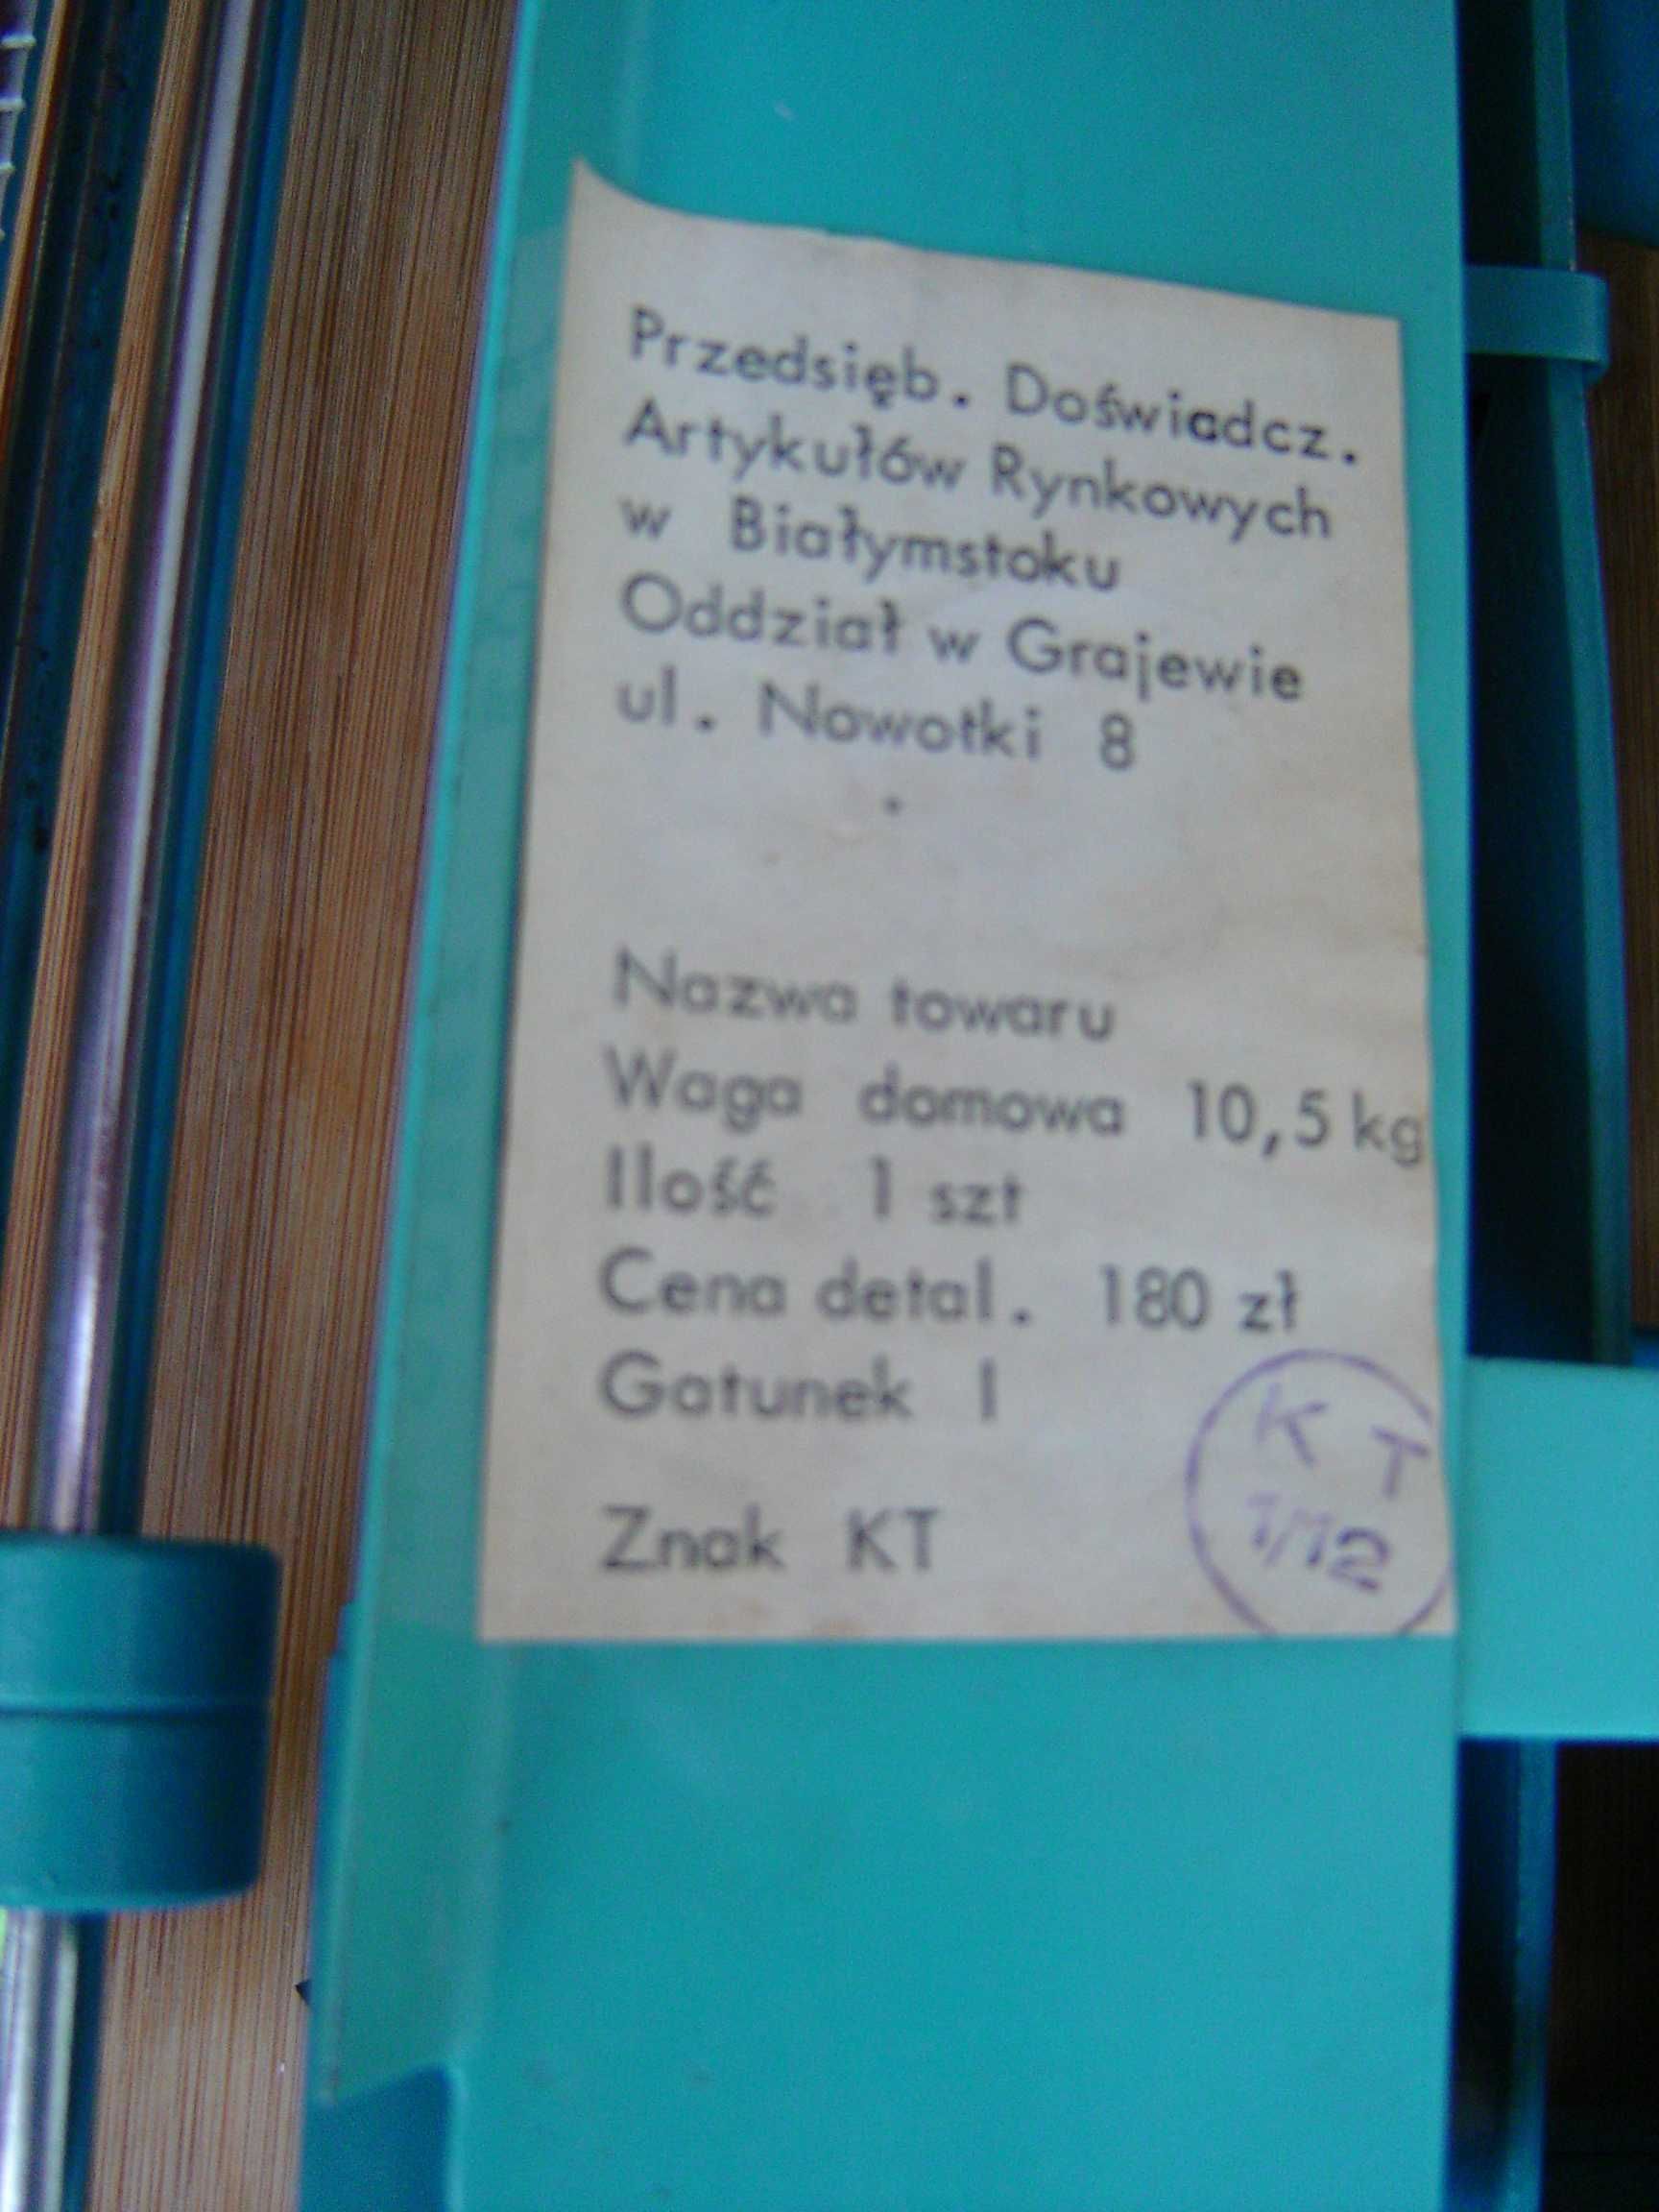 Przedsięb. Doświadcz.
Artykułów Rynkowych
w Białymstoku
Oddział w Grajewie
ul. Nowotki 8
Nazwa towaru
Waga domowa 10,5 kg
Ilość 1 szt
Cena detal. 180 zł
Gatunek I
Znak KT
K T